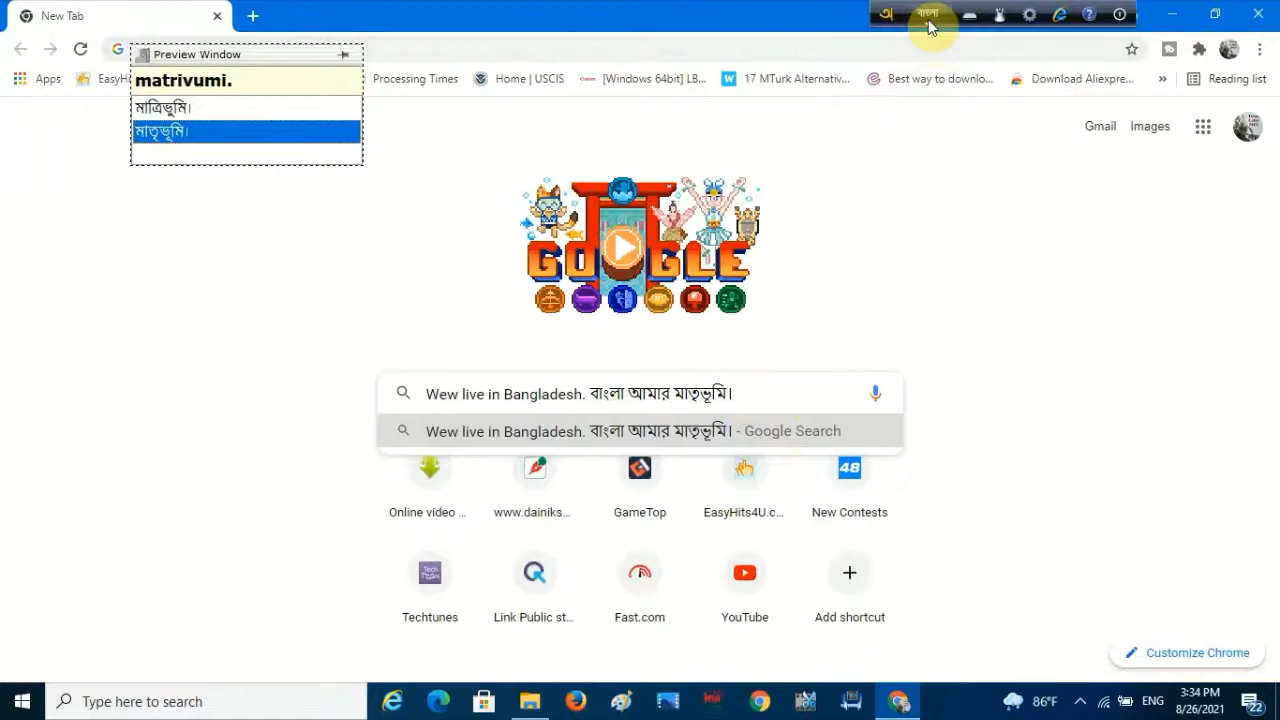 New Tab
অ বাংলা
Preview Window
matrivumi.
মাত্রিভুমি।
মাতৃভূমি।
Apps
EasyH
Processing Times
Home | USCIS
[Windows 64bit] LB...
17 MTurk Alternativ...
Best way to downlo...
Download Aliexpre...
»
Reading list
Gmail
Images
GOOGLE
Wew live in Bangladesh. বাংলা আমার মাতৃভূমি।
Wew live in Bangladesh. বাংলা আমার মাতৃভূমি। - Google Search
48
Online video ...
www.dainiks...
GameTop
EasyHits4U.c...
New Contests
Techtunes
Link Public st...
Fast.com
YouTube
Add shortcut
Customize Chrome
Type here to search
86°F
ENG
3:34 PM
8/26/2021
22